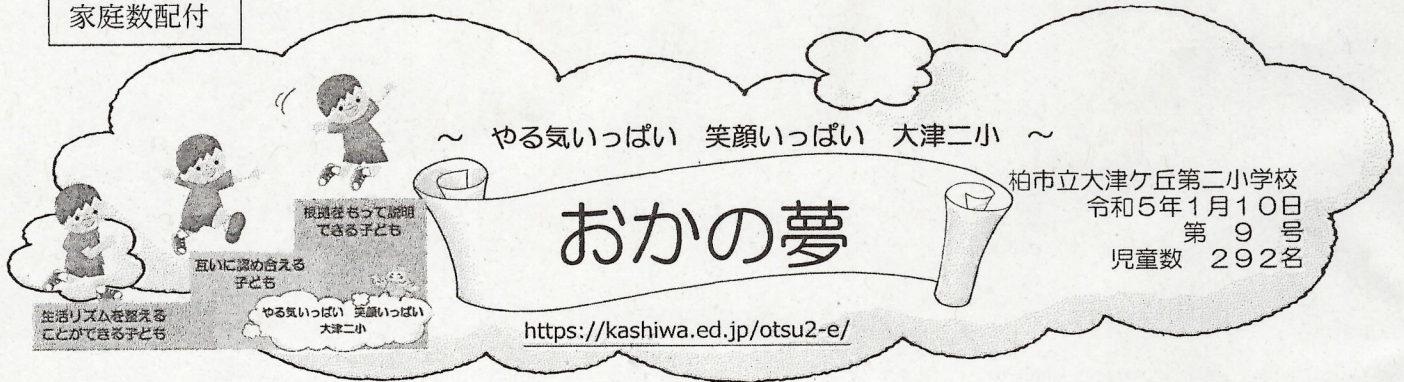 家庭数配付
～ やる気いっぱい 笑顔いっぱい 大津二小 ～
おかの夢
柏市立大津ケ丘第二小学校
令和5年1月10日
第 9 号
児童数 292名
根拠をもって説明
できる子ども
互いに認め合える
子ども
生活リズムを整える
ことができる子ども
やる気いっぱい 笑顔いっぱい
大津二小
https://kashiwa.ed.jp/otsu2-e/